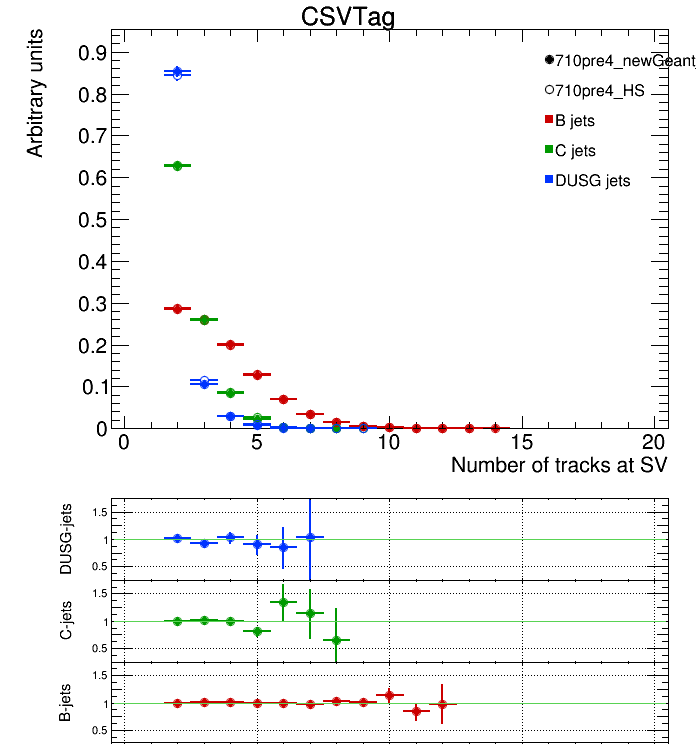 CSVTag
Arbitrary units
0.9
0.8
0.7
0.6
0.5
0.4
0.3
0.2
0.1
0
0 5 10 15 20
Number of tracks at SV
710pre4_newGeant
710pre4_HS
B jets
C jets
DUSG jets
DUSG-jets
1.5
1
0.5
C-jets
1.5
1
0.5
B-jets
1.5
1
0.5